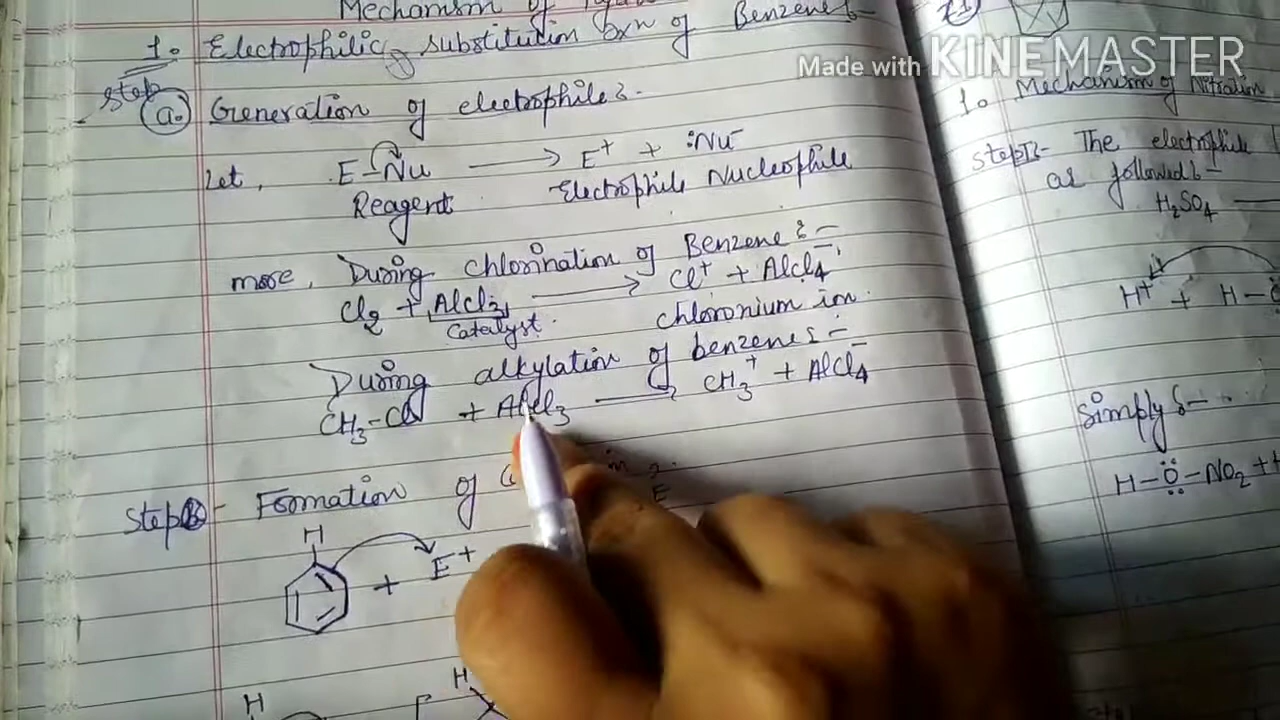 Mechanism of
1. Electrophilic substitution rxn of Benzene :-
step
a. Generation of electrophile :-
Let, E-Nu → E+ + :Nu-
Reagent Electrophile Nucleophile
more, During Chlorination of Benzene :-
Cl2 + AlCl3 → Cl+ + AlCl4-
Catalyst. chloronium ion.
During alkylation of benzene :-
CH3-Cl + AlCl3 → CH3+ + AlCl4-
Step b :- Formation of
E
H
+ E+
H
H
Made with KINEMASTER
1. Mechanism of Nitration
step I :- The electrophile
as followed :-
H2SO4
H+ + H-O
Simply :-
H-O-NO2 +